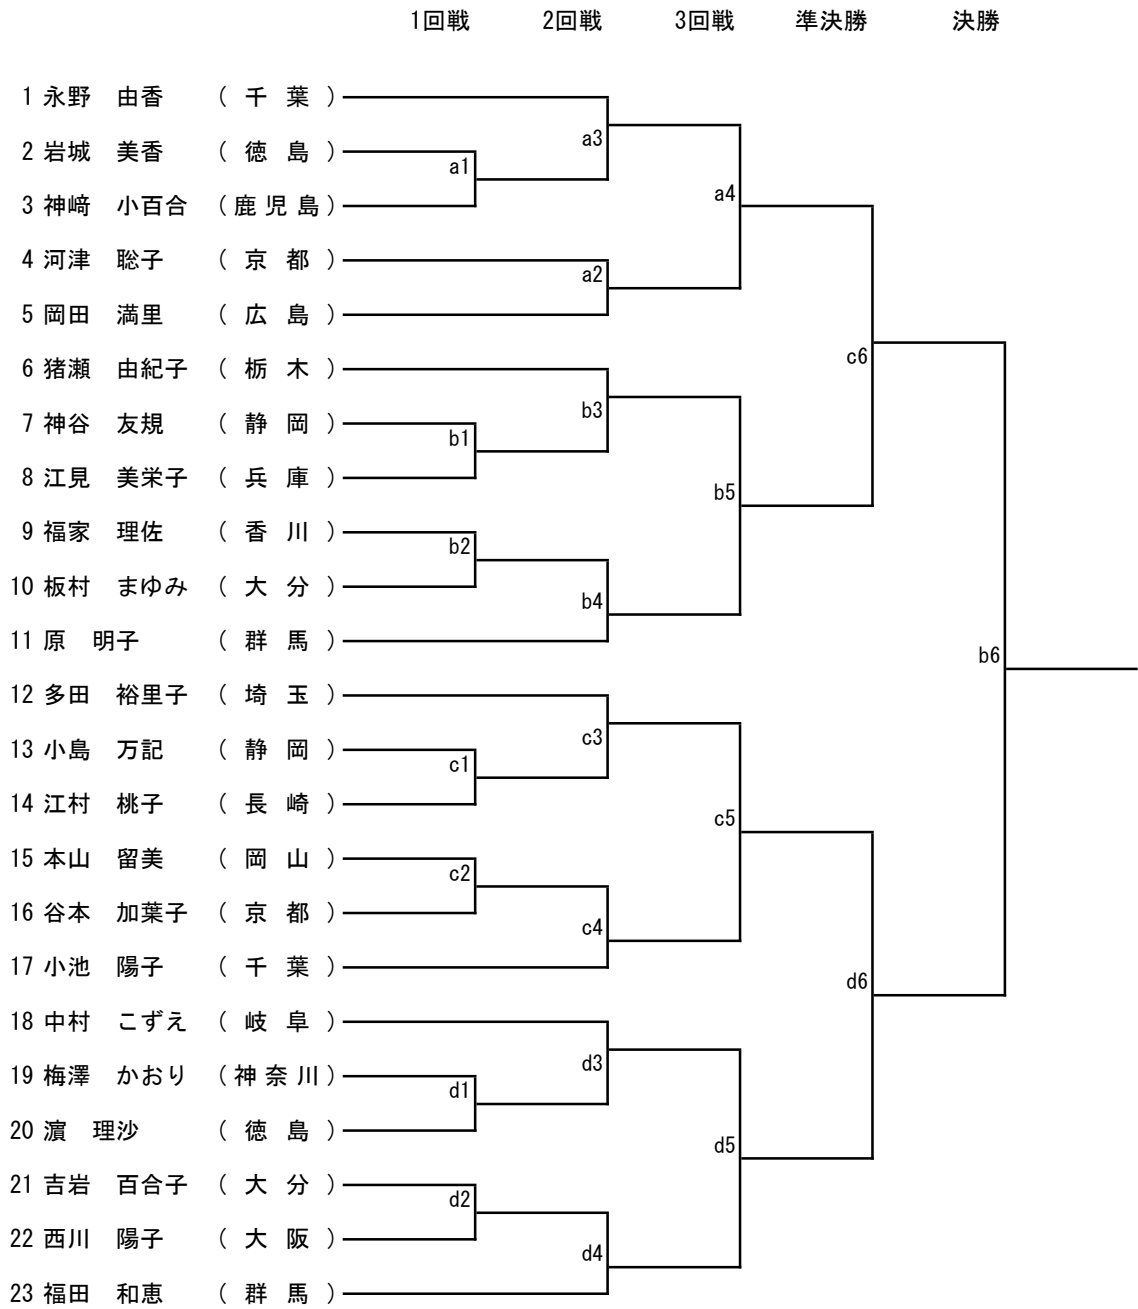 1回戦 2回戦 3回戦 準決勝 決勝
1 永野 由香 (千葉)
a3
2 岩城 美香 (徳島)
a1
a4
3 神﨑 小百合 (鹿児島)
4 河津 聡子 (京都)
a2
5 岡田 満里 (広島)
c6
6 猪瀬 由紀子 (栃木)
b3
7 神谷 友規 (静岡)
b1
8 江見 美栄子 (兵庫)
b5
9 福家 理佐 (香川)
b2
10 板村 まゆみ (大分)
b4
11 原 明子 (群馬)
b6
12 多田 裕里子 (埼玉)
c3
13 小島 万記 (静岡)
c1
14 江村 桃子 (長崎)
c5
15 本山 留美 (岡山)
c2
16 谷本 加葉子 (京都)
c4
17 小池 陽子 (千葉)
d6
18 中村 こずえ (岐阜)
d3
19 梅澤 かおり (神奈川)
d1
20 濵 理沙 (徳島)
d5
21 吉岩 百合子 (大分)
d2
22 西川 陽子 (大阪)
d4
23 福田 和恵 (群馬)